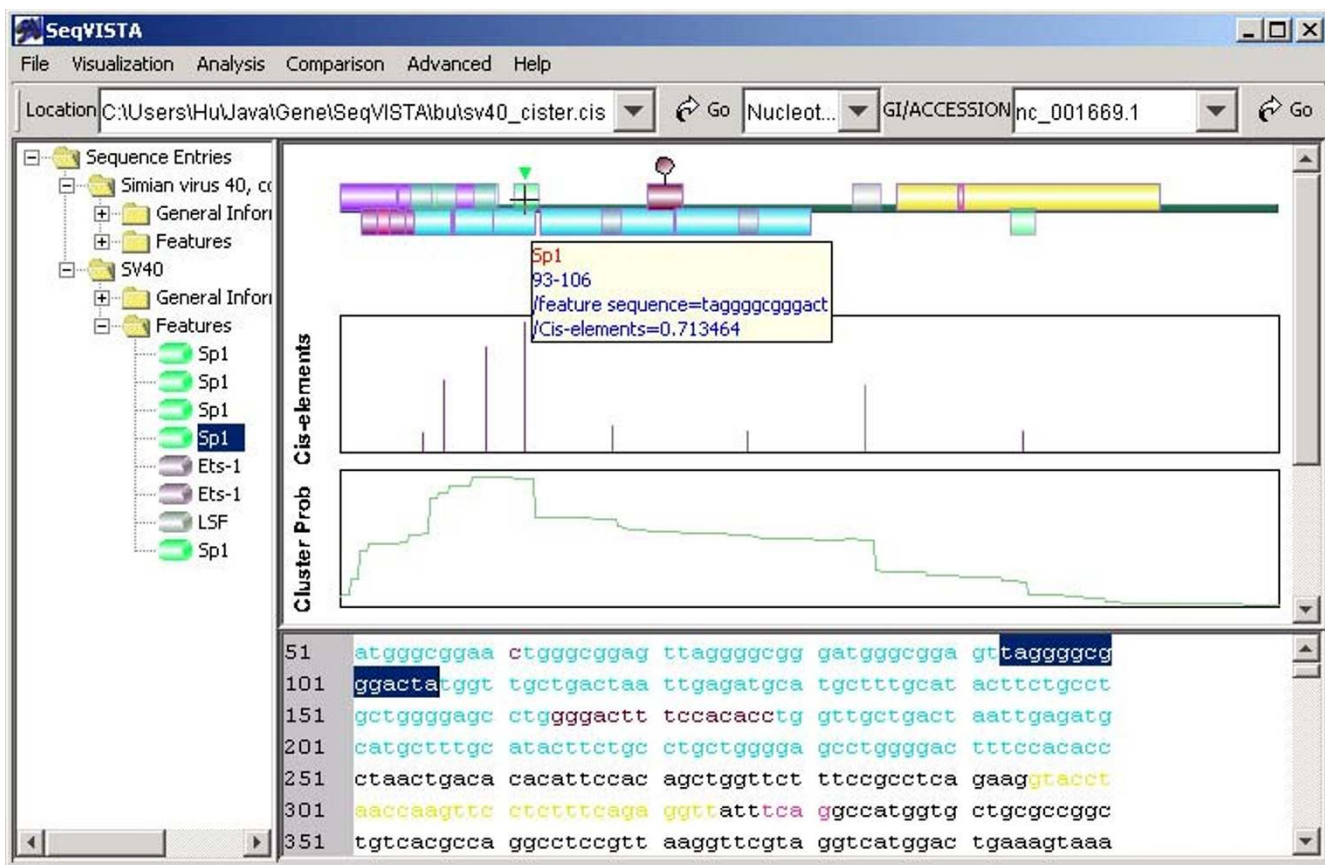 SeqVISTA
File Visualization Analysis Comparison Advanced Help
Location C:\Users\Hu\Java\Gene\SeqVISTA\bu\sv40_cister.cis Go Nucleot... GI/ACCESSION nc_001669.1 Go
Sequence Entries
Simian virus 40, co
General Infor
Features
SV40
General Infor
Features
Sp1
Sp1
Sp1
Sp1
Ets-1
Ets-1
LSF
Sp1
Sp1
93-106
/feature sequence=taggggcgggact
/Cis-elements=0.713464
Cis-elements
Cluster Prob
51 atgggcggaa ctgggcggag ttaggggcgg gatgggcgga gttaggggcg
101 ggactatggt tgctgactaa ttgagatgca tgctttgcat acttctgcct
151 gctggggagc ctggggactt tccacacctg gttgctgact aattgagatg
201 catgctttgc atacttctgc ctgctgggga gcctggggac tttccacacc
251 ctaactgaca cacattccac agctggttct ttccgcctca gaaggtacct
301 aaccaagttc ctctttcaga ggttatttca ggccatggtg ctgcgccggc
351 tgtcacgcca ggcctccgtt aaggttcgta ggtcatggac tgaaagtaaa